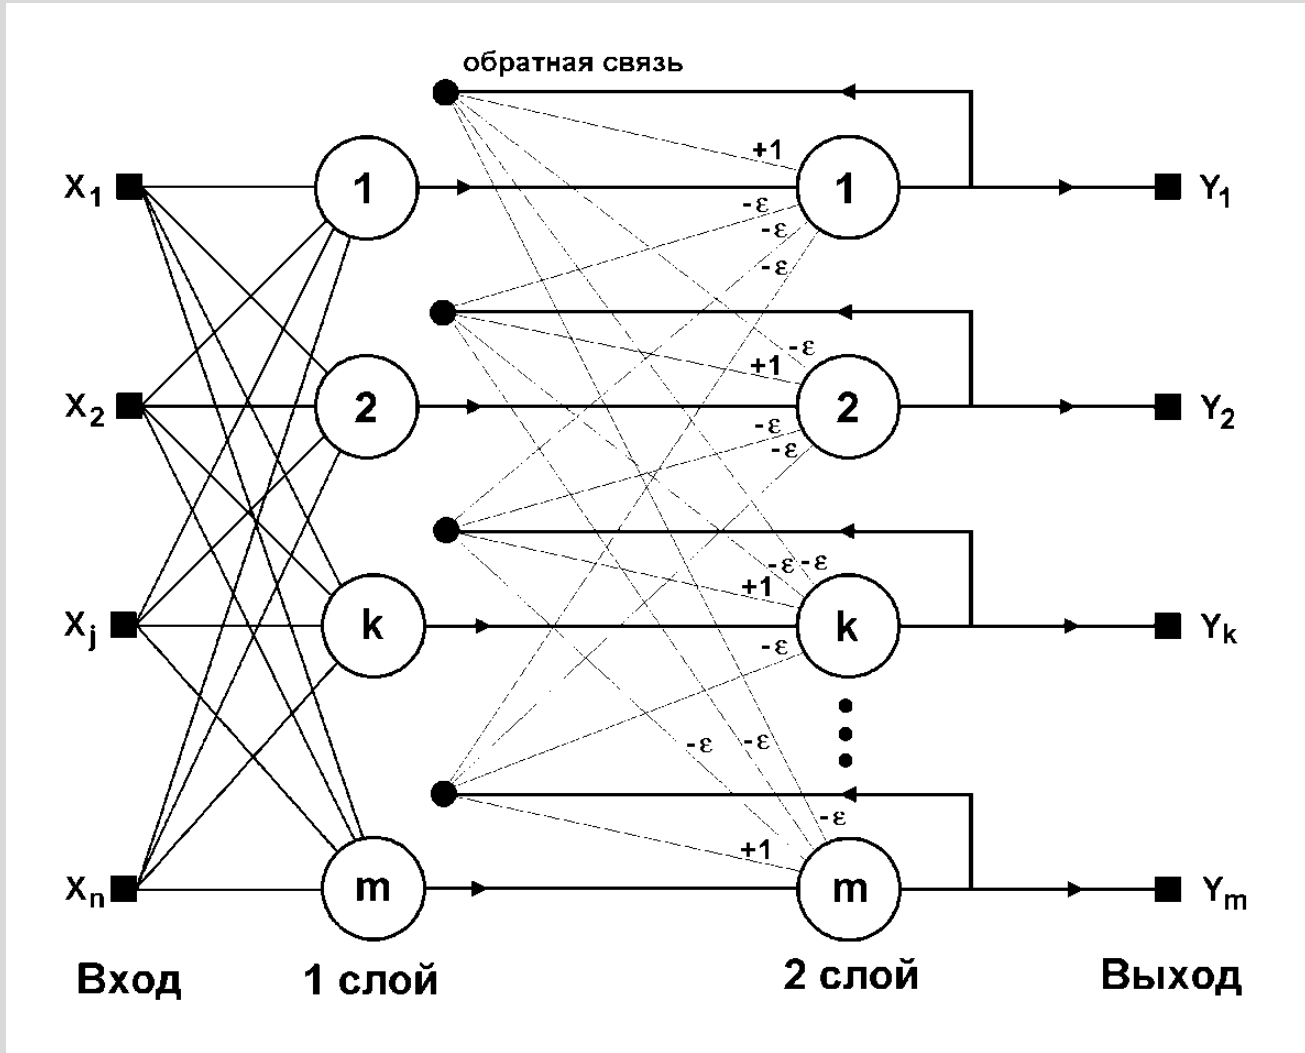 обратная связь
+1
X1
1
1
Y1
-ε
-ε
-ε
-ε
+1
X2
2
2
Y2
-ε
-ε
-ε -ε
+1
Xj
k
k
Yk
-ε
-ε
-ε
-ε
+1
Xn
m
m
Ym
Вход
1 слой
2 слой
Выход